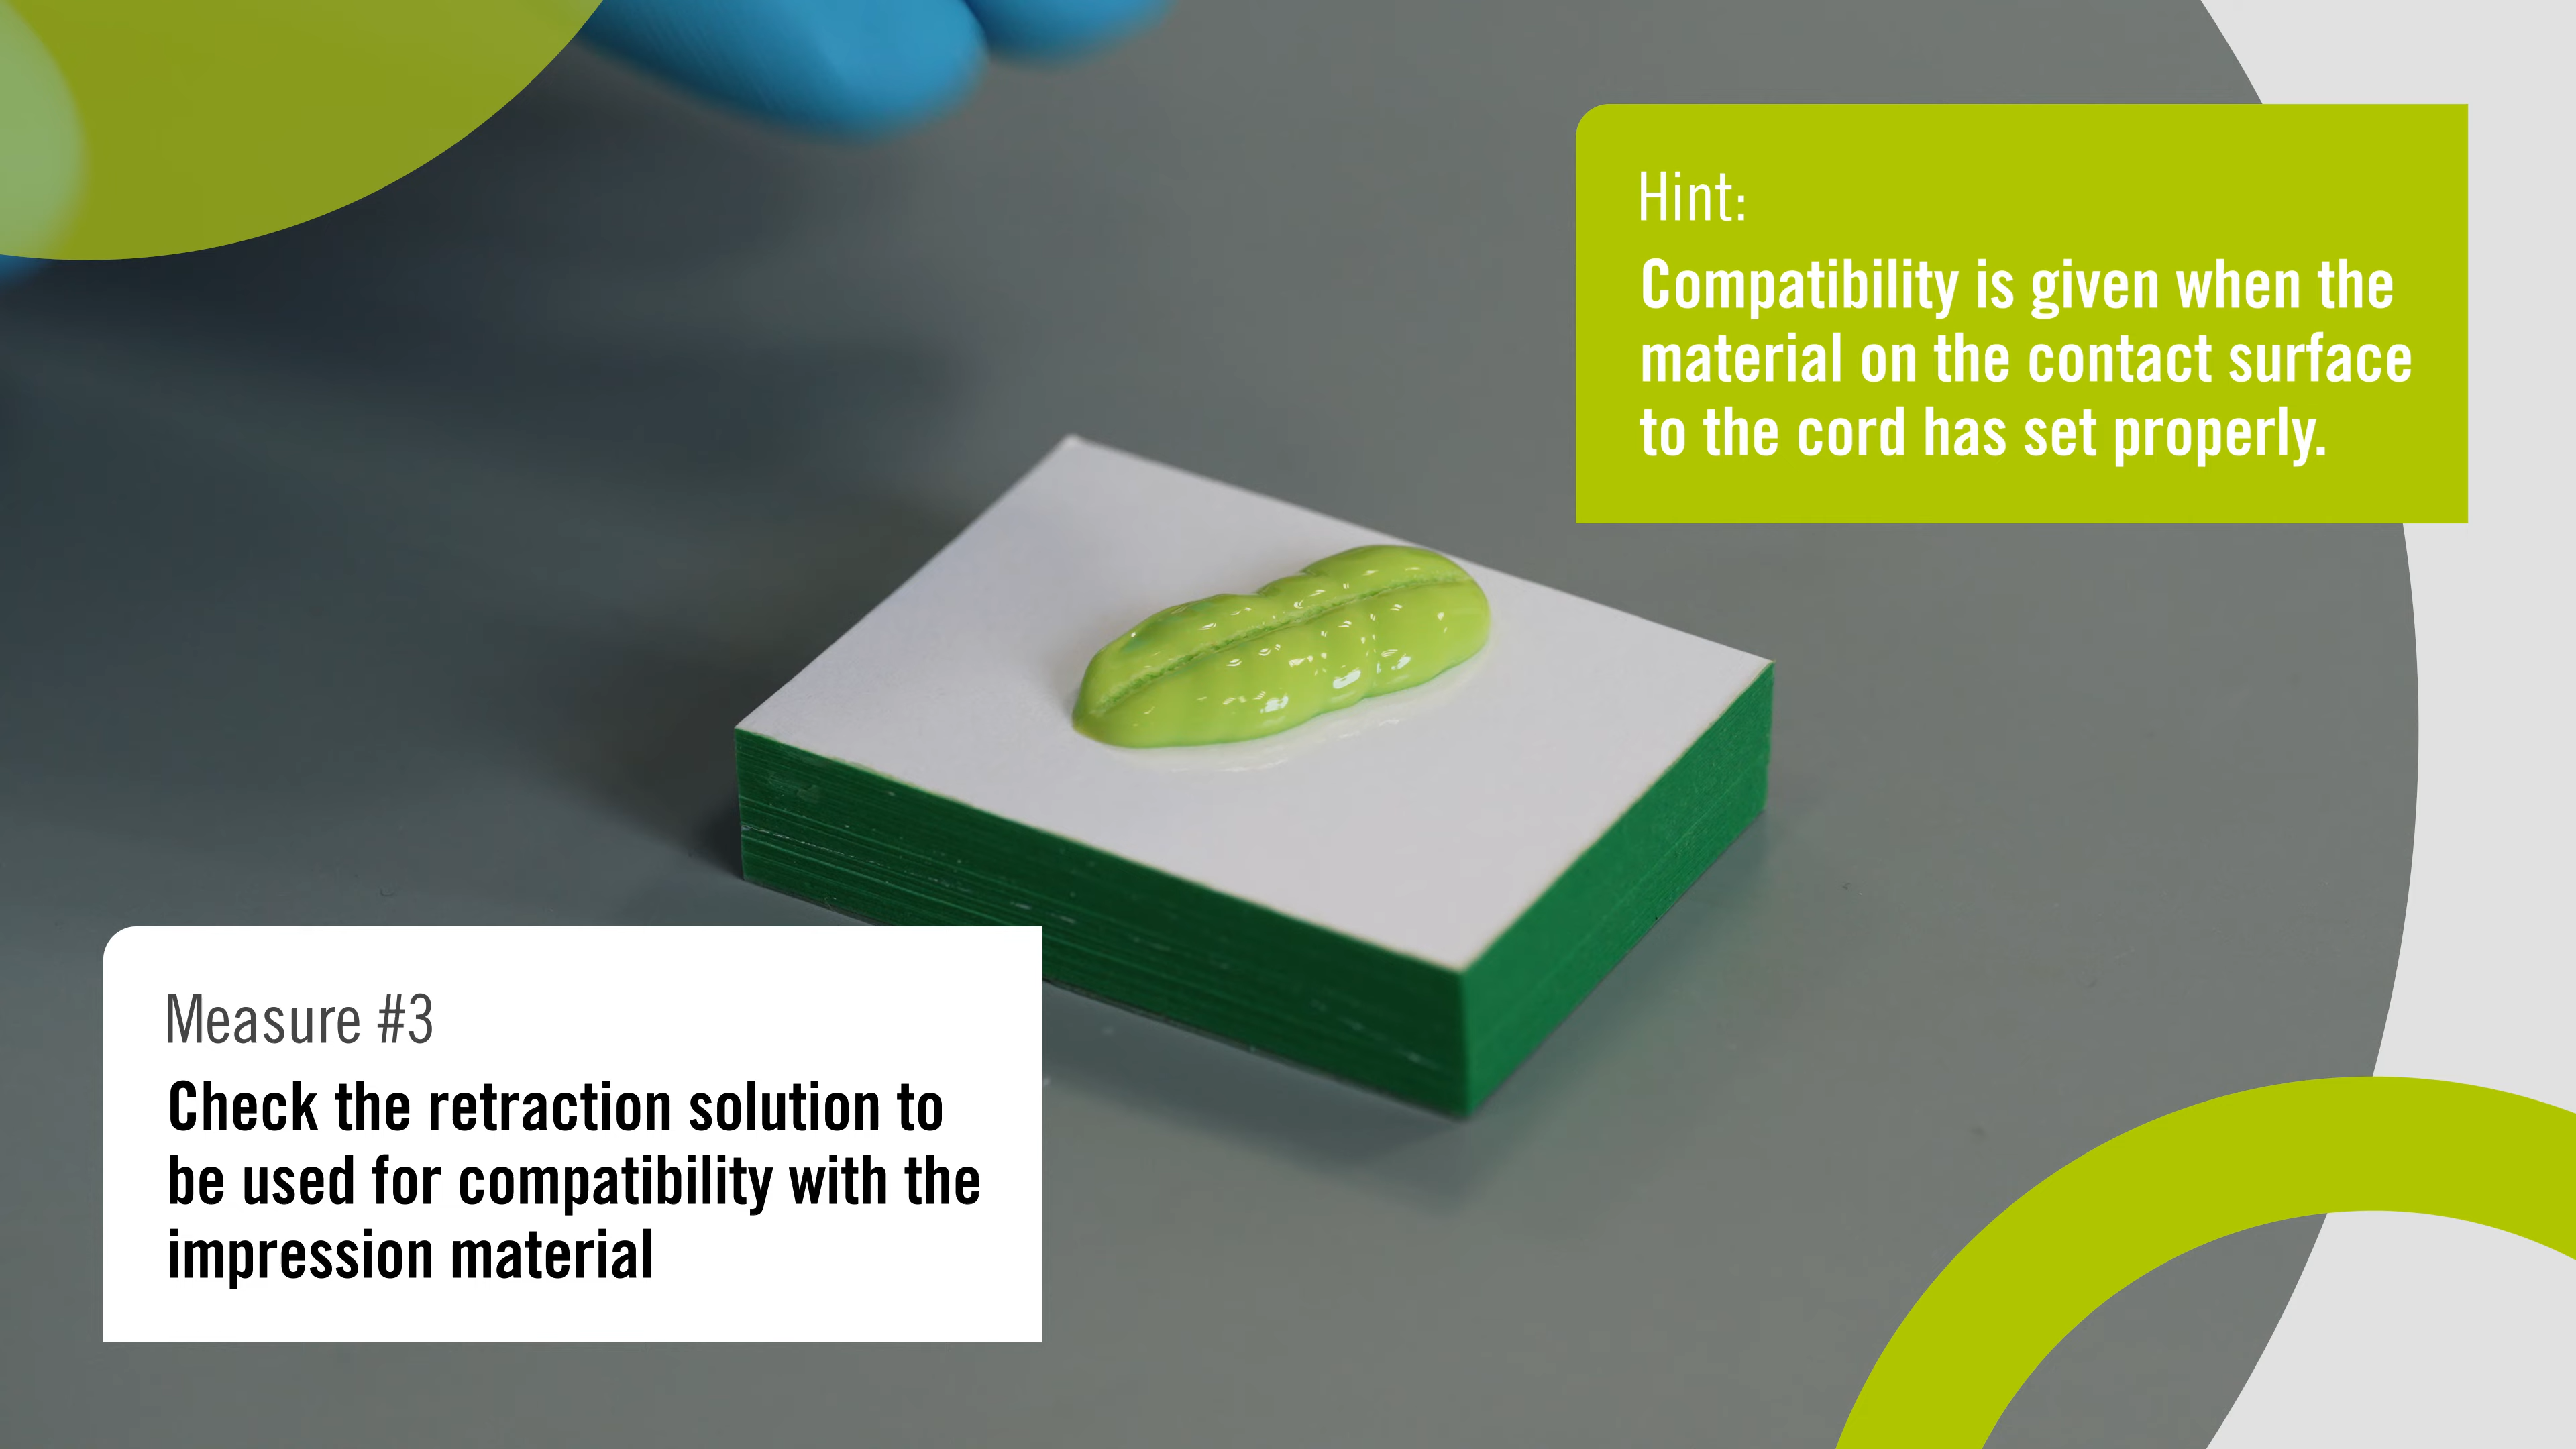 Hint:
Compatibility is given when the
material on the contact surface
to the cord has set properly.
Measure #3
Check the retraction solution to
be used for compatibility with the
impression material